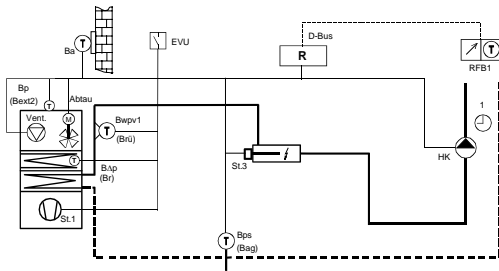 EVU
D-Bus
Ba
T
R
T
RFB1
Bp
(Bext2)
Abtau
T
Vent.
M
Bwpv1
T
(Brü)
1
HK
T
BΔp
(Br)
St.3
St.1
Bps
T
(Bag)